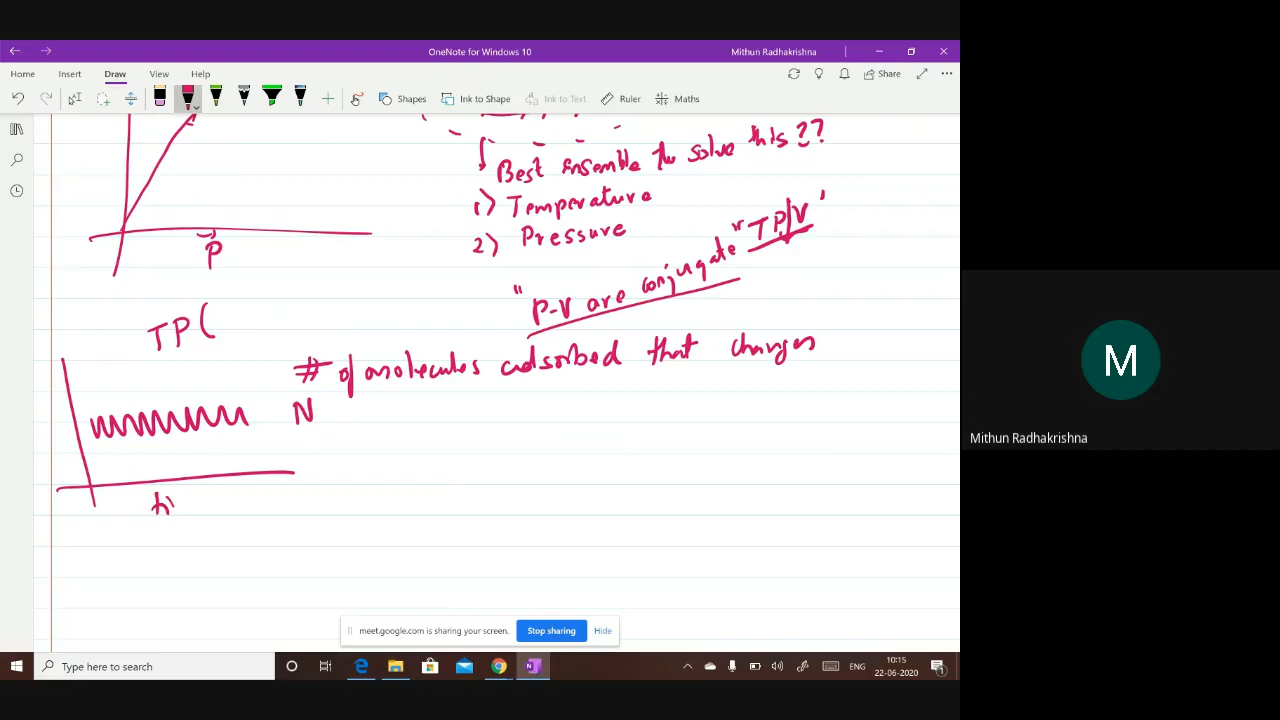 OneNote for Windows 10
Mithun Radhakrishna
Home Insert Draw View Help
Share
Shapes Ink to Shape Ink to Text Ruler Maths
Best ensemble to solve this ??
1) Temperature
2) Pressure
"TP/V"
"P-V are conjugate
P
TP(
# of molecules adsorbed that changes
N
ti
M
Mithun Radhakrishna
meet.google.com is sharing your screen. Stop sharing Hide
Type here to search
ENG
10:15
22-06-2020